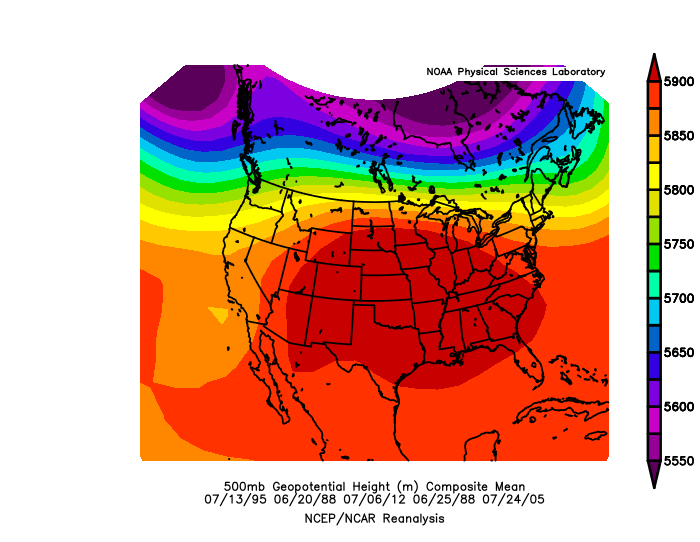 NOAA Physical Sciences Laboratory
5900
5850
5800
5750
5700
5650
5600
5550
500mb Geopotential Height (m) Composite Mean
07/13/95 06/20/88 07/06/12 06/25/88 07/24/05
NCEP/NCAR Reanalysis